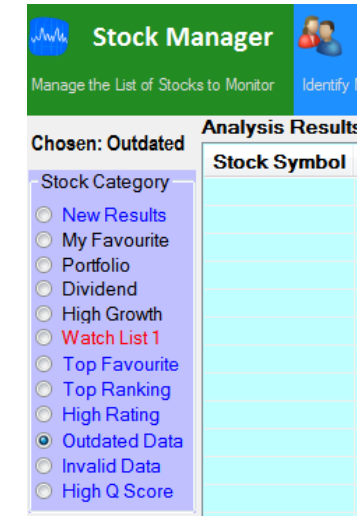 Stock Manager
Manage the List of Stocks to Monitor
Identify
Chosen: Outdated
Analysis Results
Stock Symbol
Stock Category
New Results
My Favourite
Portfolio
Dividend
High Growth
Watch List 1
Top Favourite
Top Ranking
High Rating
Outdated Data
Invalid Data
High Q Score